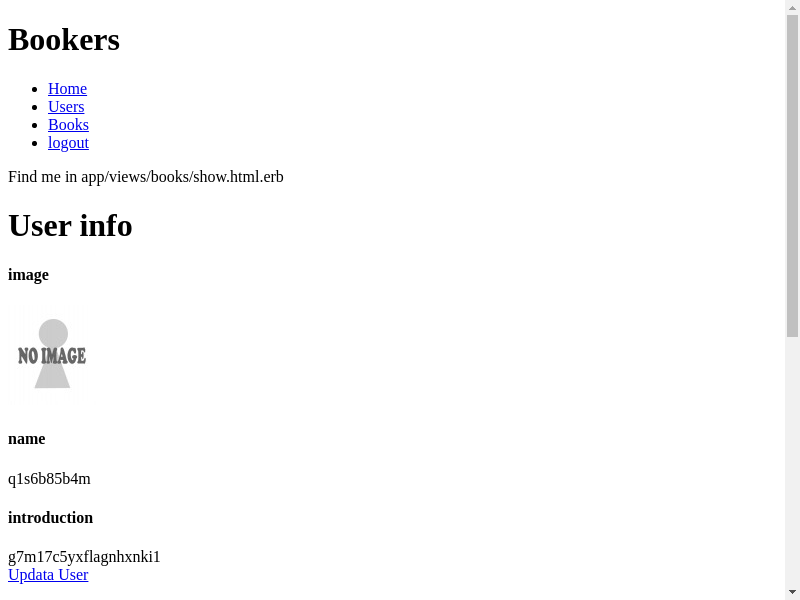 Bookers
Home
Users
Books
logout
Find me in app/views/books/show.html.erb
User info
image
NO IMAGE
name
q1s6b85b4m
introduction
g7m17c5yxflagnhxnki1
Updata User